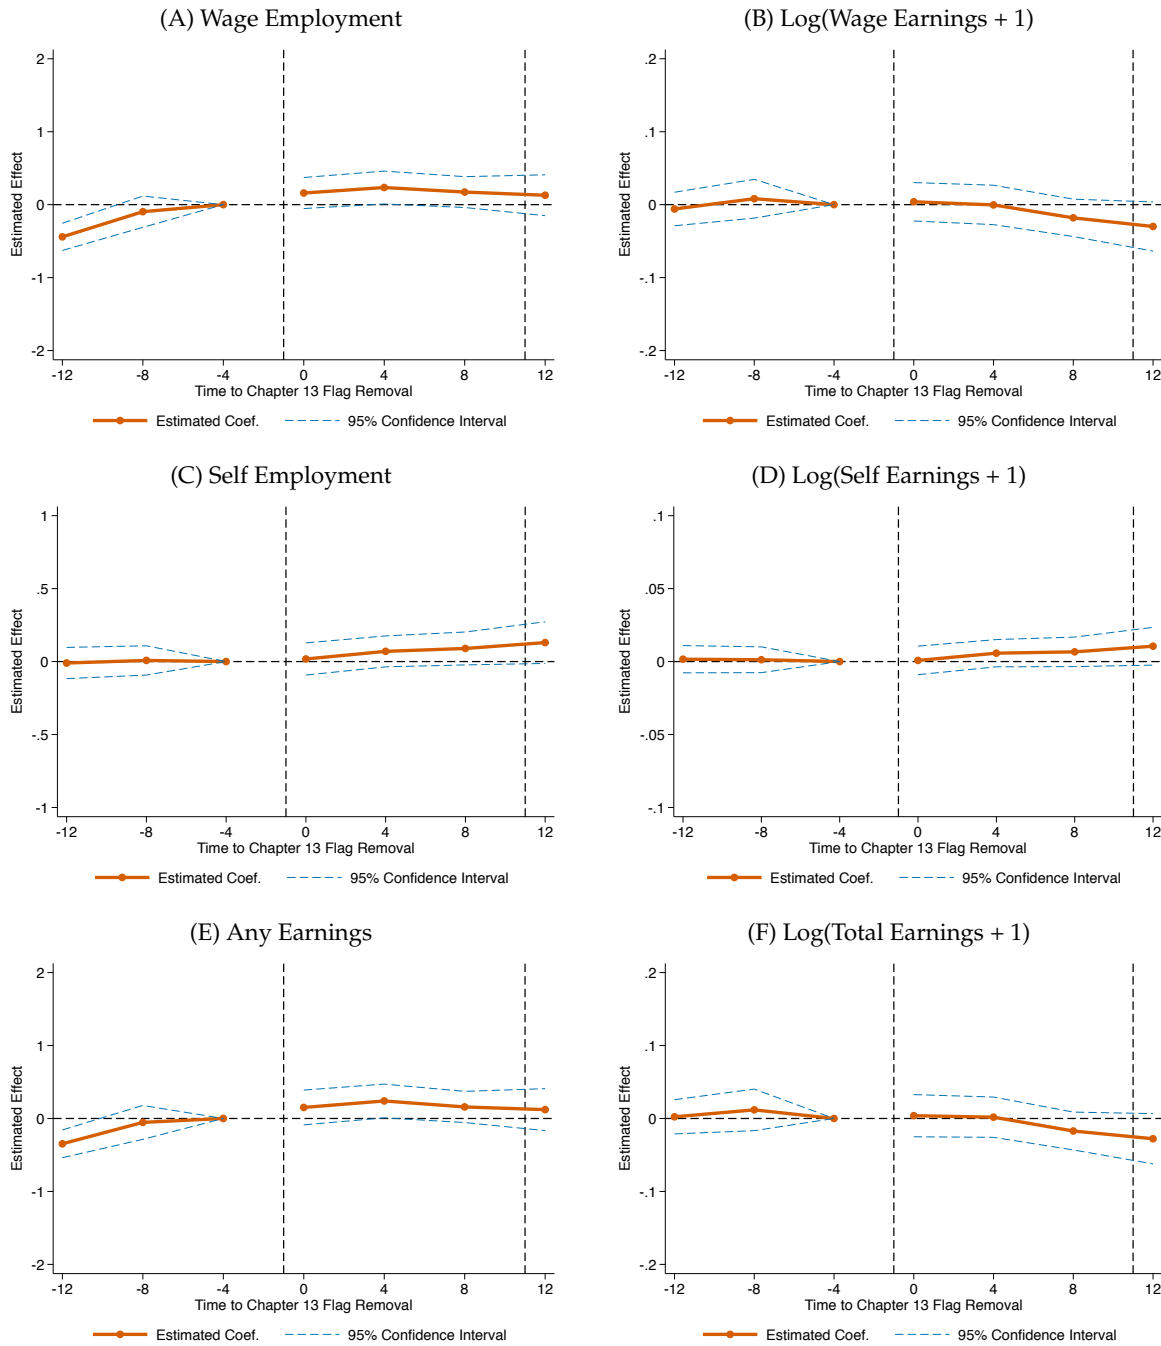 (A) Wage Employment
2
1
0
-1
-2
Estimated Effect
-12 -8 -4 0 4 8 12
Time to Chapter 13 Flag Removal
Estimated Coef. 95% Confidence Interval
(B) Log(Wage Earnings + 1)
.2
.1
0
-.1
-.2
Estimated Effect
-12 -8 -4 0 4 8 12
Time to Chapter 13 Flag Removal
Estimated Coef. 95% Confidence Interval
(C) Self Employment
1
.5
0
-.5
-1
Estimated Effect
-12 -8 -4 0 4 8 12
Time to Chapter 13 Flag Removal
Estimated Coef. 95% Confidence Interval
(D) Log(Self Earnings + 1)
.1
.05
0
-.05
-.1
Estimated Effect
-12 -8 -4 0 4 8 12
Time to Chapter 13 Flag Removal
Estimated Coef. 95% Confidence Interval
(E) Any Earnings
2
1
0
-1
-2
Estimated Effect
-12 -8 -4 0 4 8 12
Time to Chapter 13 Flag Removal
Estimated Coef. 95% Confidence Interval
(F) Log(Total Earnings + 1)
.2
.1
0
-.1
-.2
Estimated Effect
-12 -8 -4 0 4 8 12
Time to Chapter 13 Flag Removal
Estimated Coef. 95% Confidence Interval